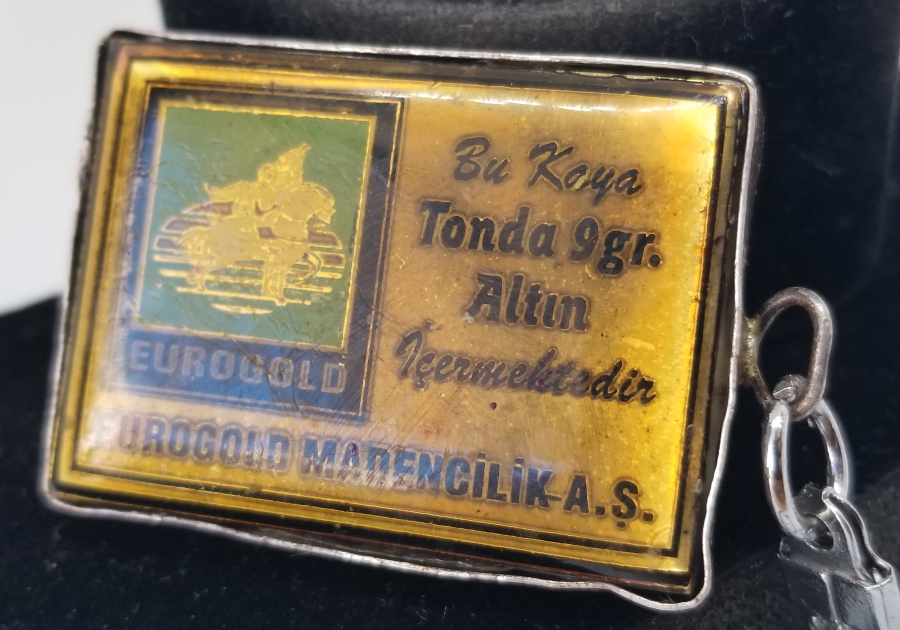 EUROGOLD
Bu Kaya
Tonda 9gr.
Altın
İçermektedir
EUROGOLD MADENCİLİK A.Ş.